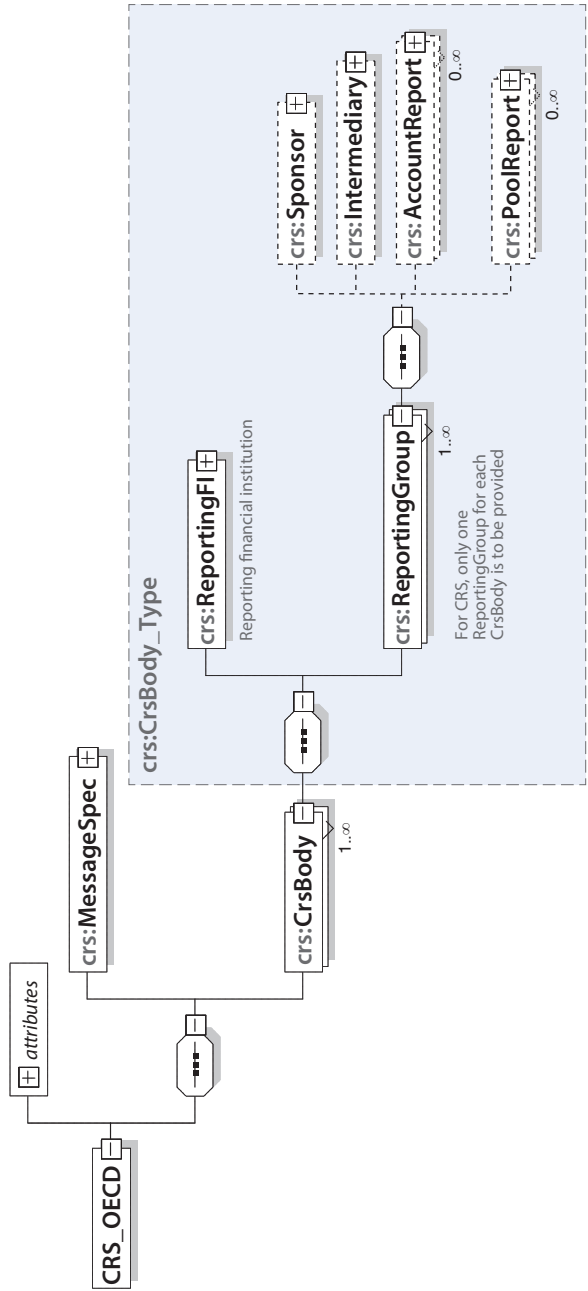 CRS_OECD
attributes
crs:MessageSpec
crs:CrsBody
1..∞
crs:CrsBody_Type
crs:ReportingFI
Reporting financial institution
crs:ReportingGroup
1..∞
For CRS, only one
ReportingGroup for each
CrsBody is to be provided
crs:Sponsor
crs:Intermediary
crs:AccountReport
0..∞
crs:PoolReport
0..∞